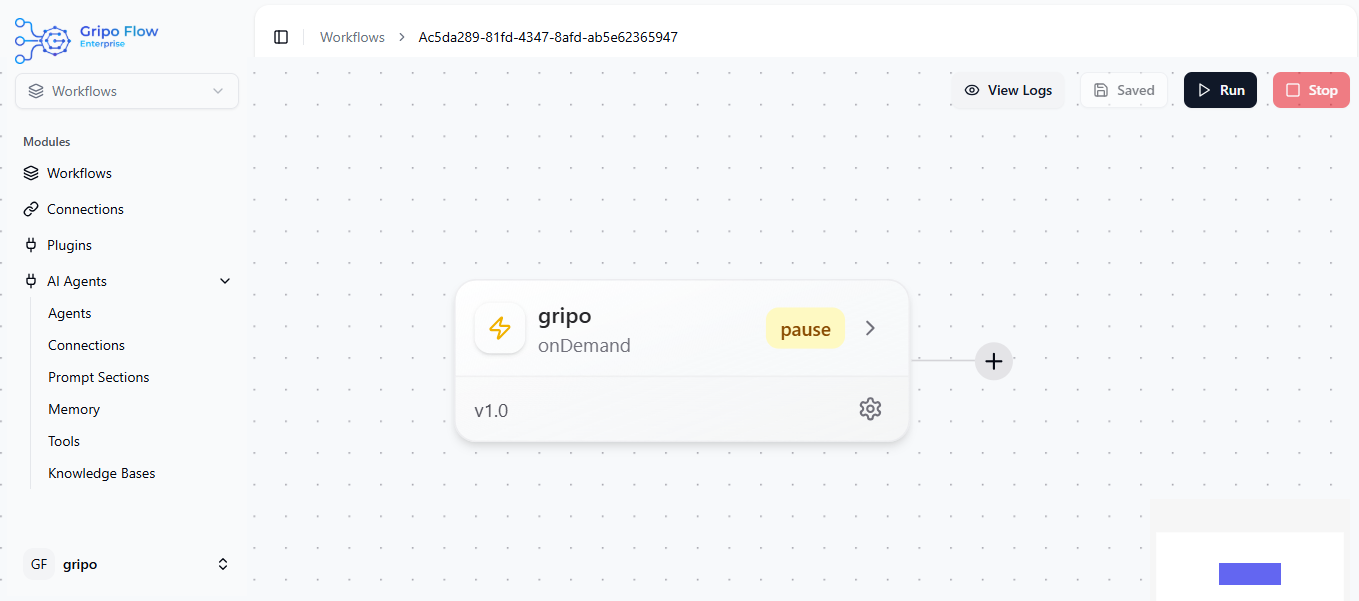 Gripo Flow
Enterprise
Workflows
Modules
Workflows
Connections
Plugins
AI Agents
Agents
Connections
Prompt Sections
Memory
Tools
Knowledge Bases
GF gripo
Workflows > Ac5da289-81fd-4347-8afd-ab5e62365947
View Logs Saved Run Stop
gripo
onDemand
pause
v1.0